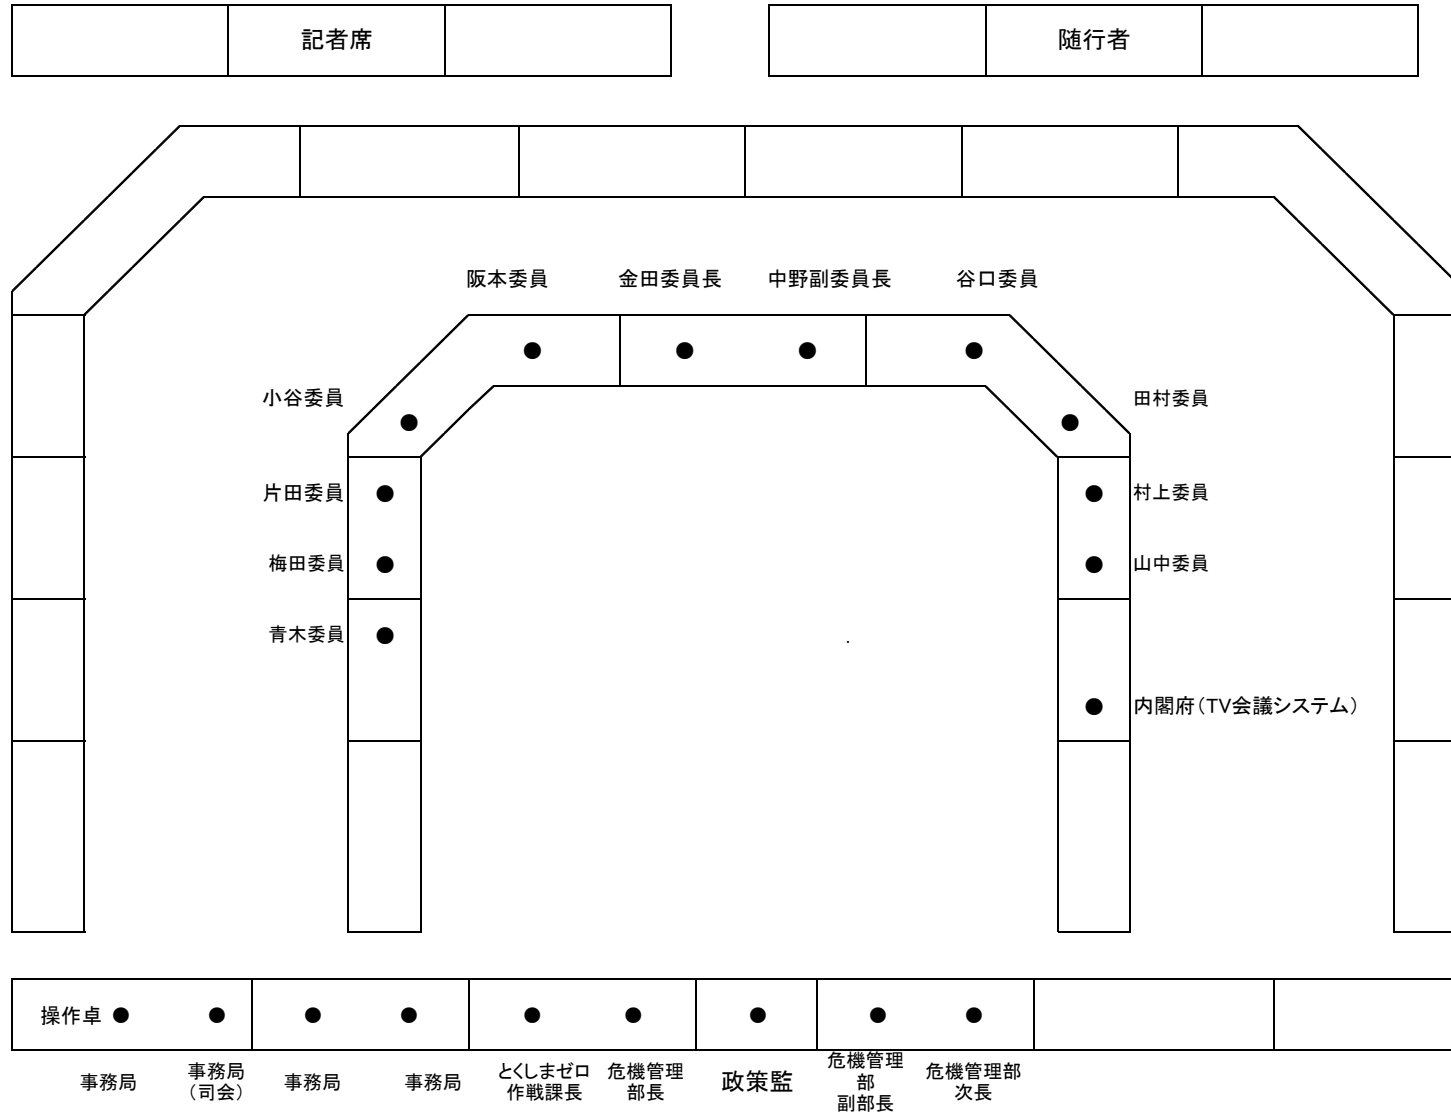 記者席
随行者
阪本委員
金田委員長
中野副委員長
谷口委員
小谷委員
田村委員
片田委員
村上委員
梅田委員
山中委員
青木委員
内閣府（TV会議システム）
操作卓
事務局
事務局
（司会）
事務局
事務局
とくしまゼロ
作戦課長
危機管理
部長
政策監
危機管理
部
副部長
危機管理部
次長